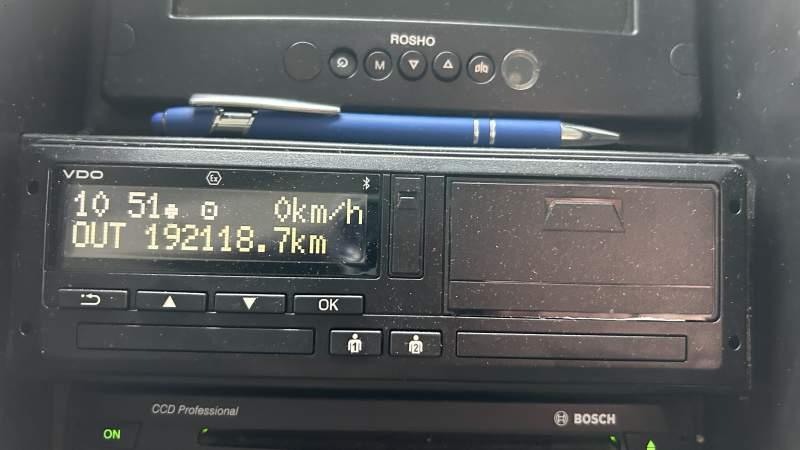 ROSHO
M
VDO
Ex
10 51 0km/h
OUT 192118.7km
OK
1 2
CCD Professional
BOSCH
ON